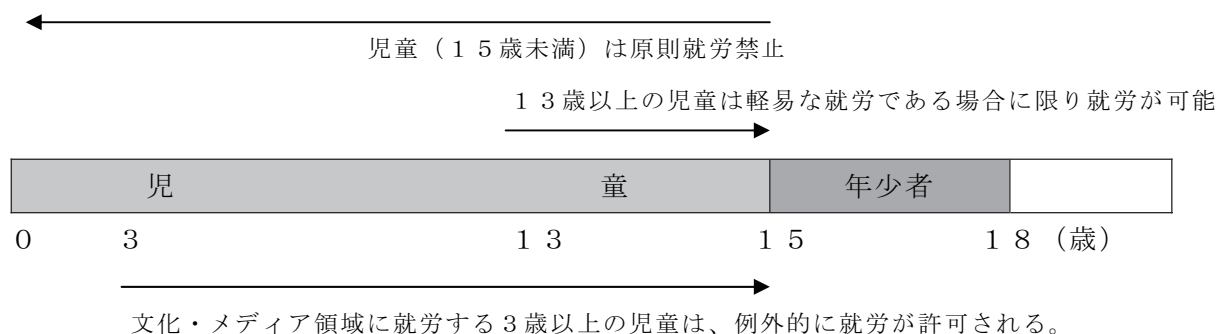 児童(15歳未満)は原則就労禁止
13歳以上の児童は軽易な就労である場合に限り就労が可能
児 童 年少者
0 3 13 15 18(歳)
文化・メディア領域に就労する3歳以上の児童は、例外的に就労が許可される。